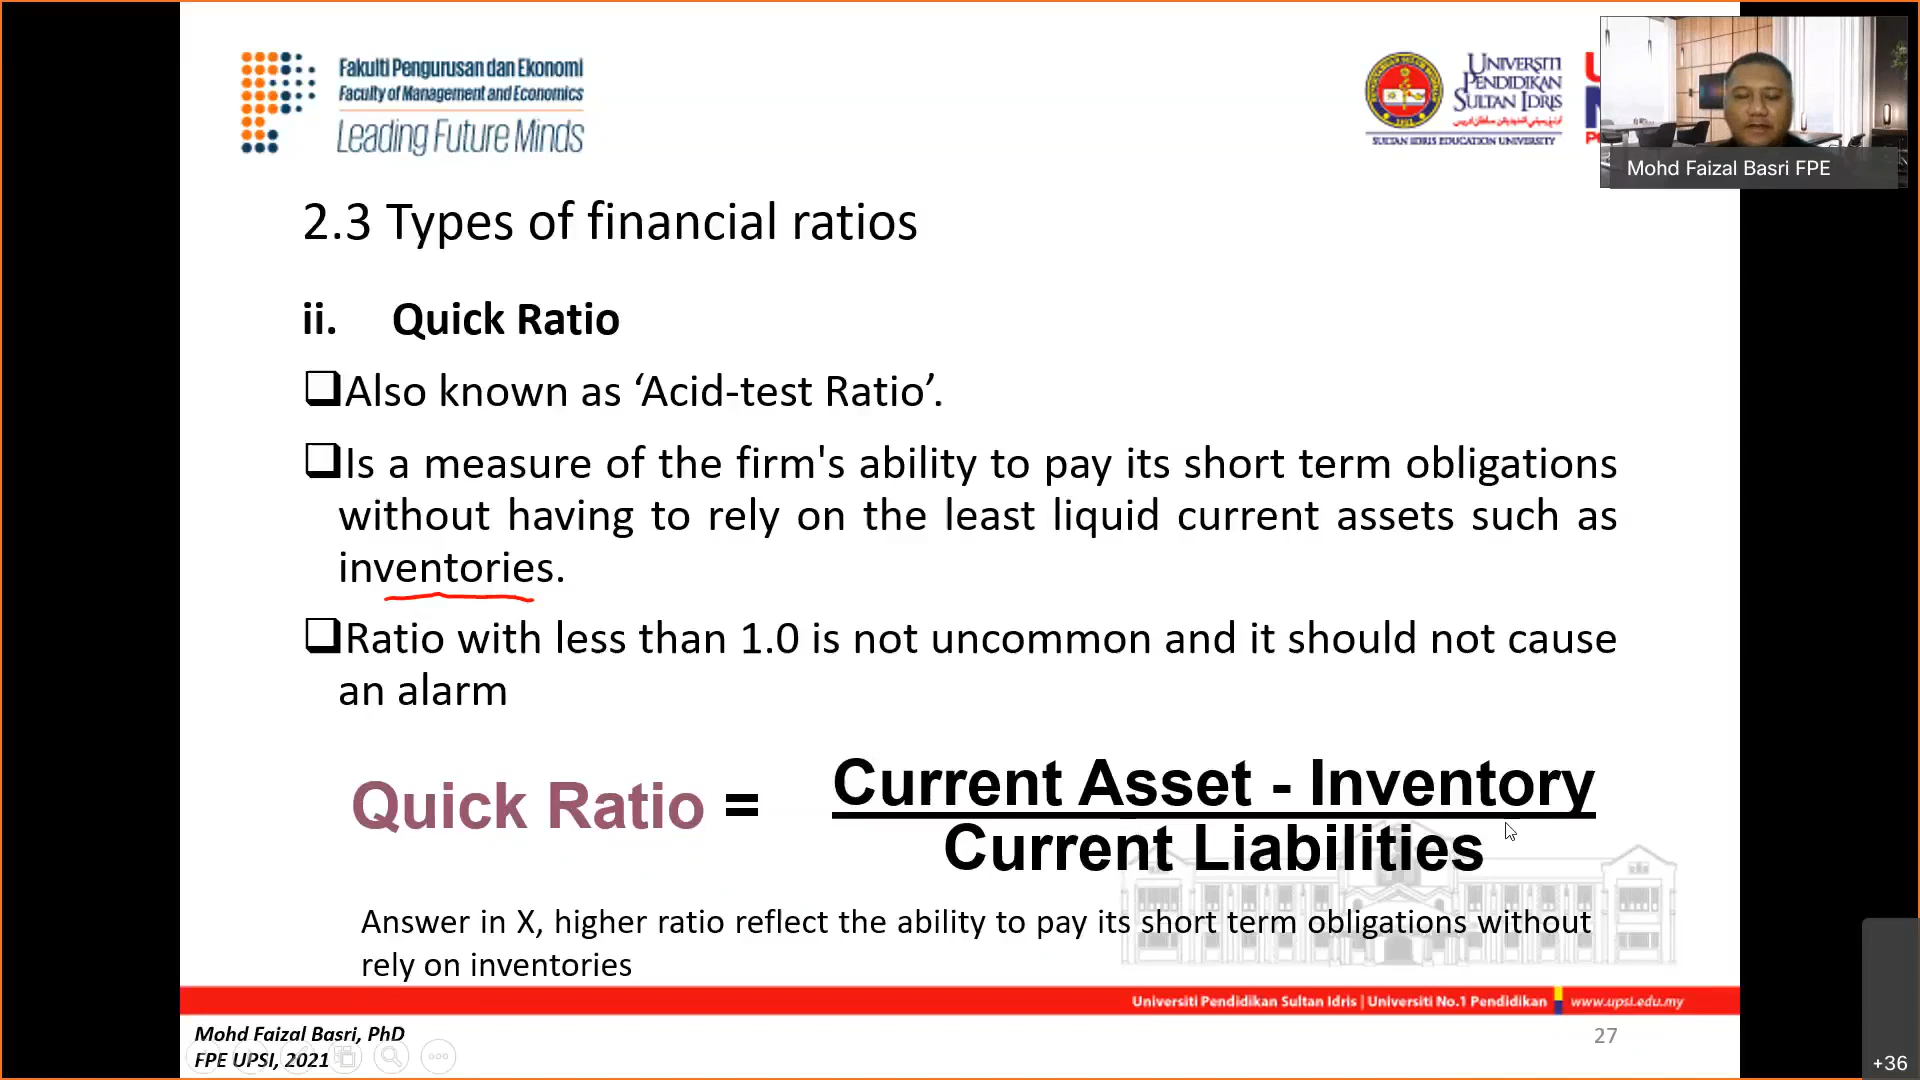 Fakulti Pengurusan dan Ekonomi
Faculty of Management and Economics
Leading Future Minds
UNIVERSITI
PENDIDIKAN
SULTAN IDRIS
SULTAN IDRIS EDUCATION UNIVERSITY
Mohd Faizal Basri FPE
2.3 Types of financial ratios
ii. Quick Ratio
Also known as ‘Acid-test Ratio’.
Is a measure of the firm's ability to pay its short term obligations
without having to rely on the least liquid current assets such as
inventories.
Ratio with less than 1.0 is not uncommon and it should not cause
an alarm
Quick Ratio =
Current Asset - Inventory
Current Liabilities
Answer in X, higher ratio reflect the ability to pay its short term obligations without
rely on inventories
Universiti Pendidikan Sultan Idris | Universiti No.1 Pendidikan www.upsi.edu.my
Mohd Faizal Basri, PhD
FPE UPSI, 2021
27
+36